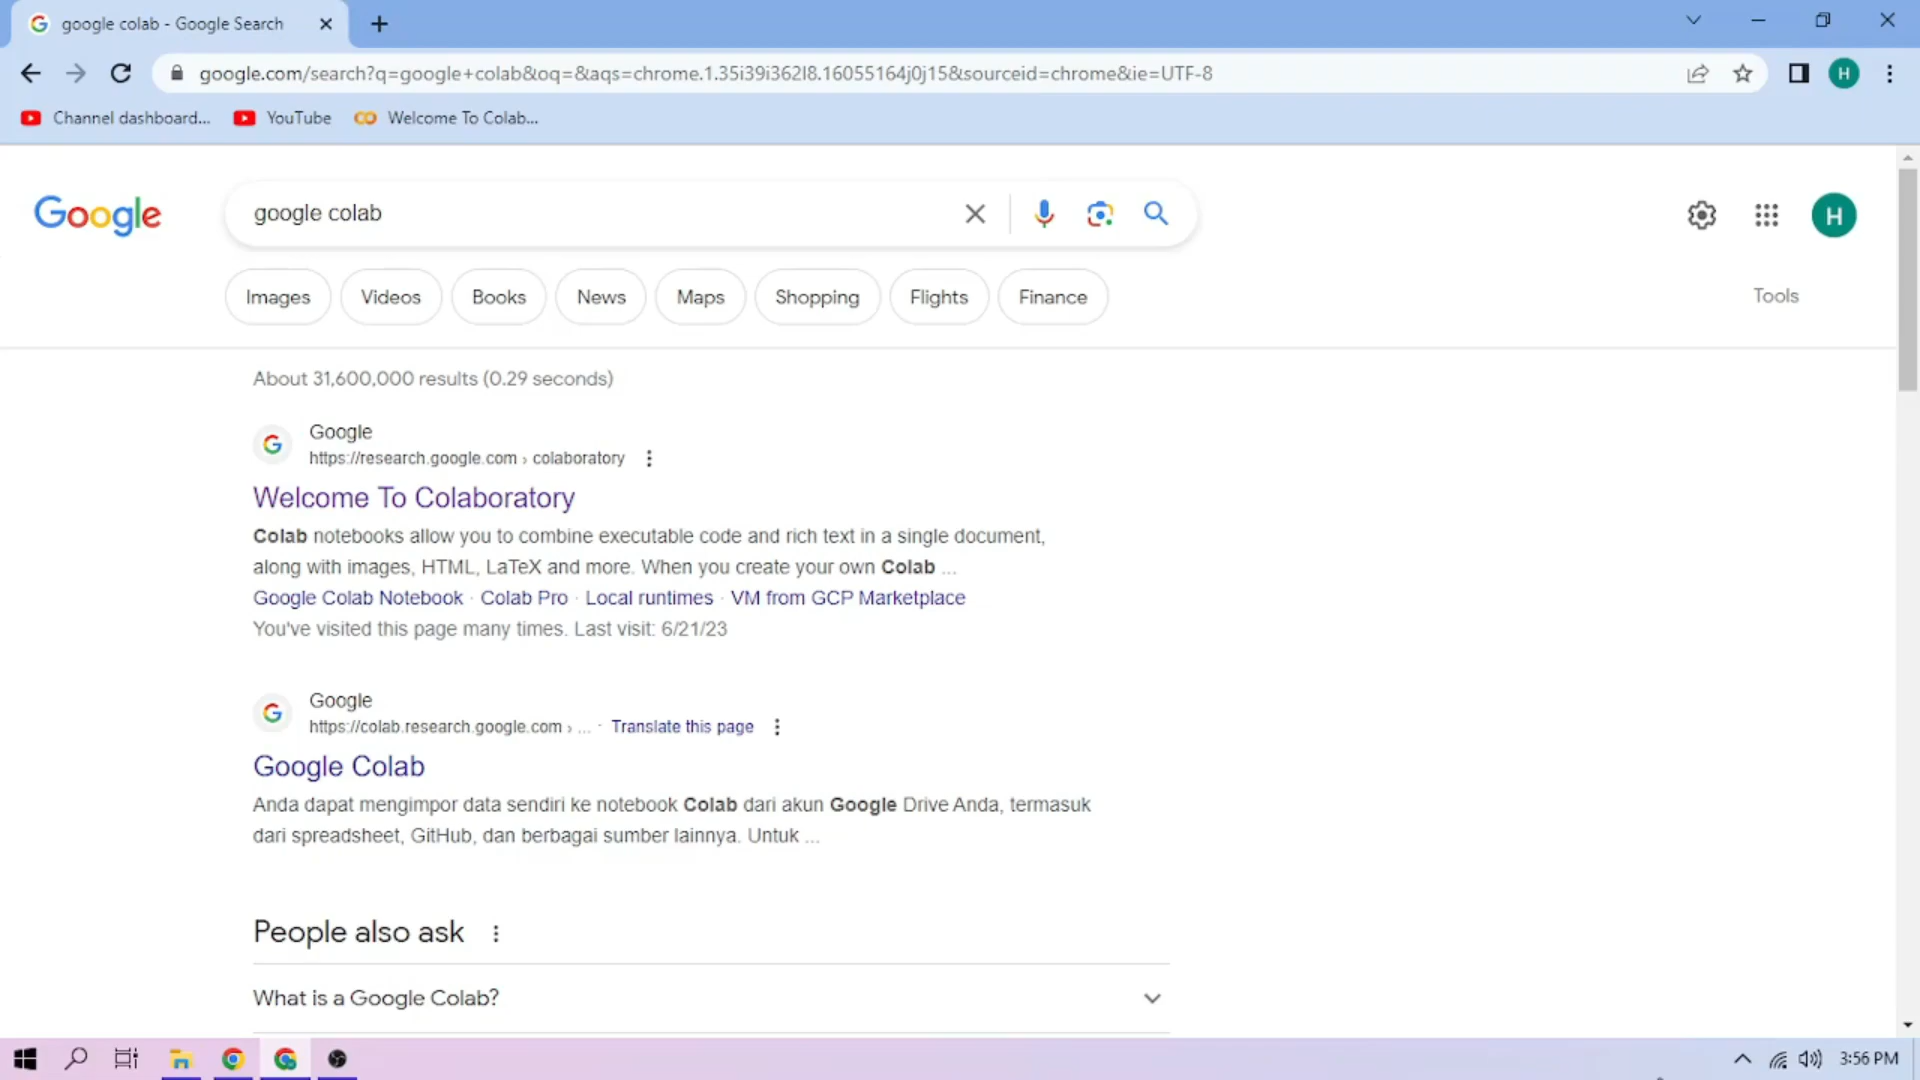 google colab - Google Search
google.com/search?q=google+colab&oq=&aqs=chrome.1.35i39i362l8.16055164j0j15&sourceid=chrome&ie=UTF-8
H
Channel dashboard...
YouTube
Welcome To Colab...
Google
google colab
H
Images
Videos
Books
News
Maps
Shopping
Flights
Finance
Tools
About 31,600,000 results (0.29 seconds)
Google
https://research.google.com › colaboratory
Welcome To Colaboratory
Colab notebooks allow you to combine executable code and rich text in a single document,
along with images, HTML, LaTeX and more. When you create your own Colab ...
Google Colab Notebook · Colab Pro · Local runtimes · VM from GCP Marketplace
You've visited this page many times. Last visit: 6/21/23
Google
https://colab.research.google.com › ... · Translate this page
Google Colab
Anda dapat mengimpor data sendiri ke notebook Colab dari akun Google Drive Anda, termasuk
dari spreadsheet, GitHub, dan berbagai sumber lainnya. Untuk ...
People also ask
What is a Google Colab?
3:56 PM